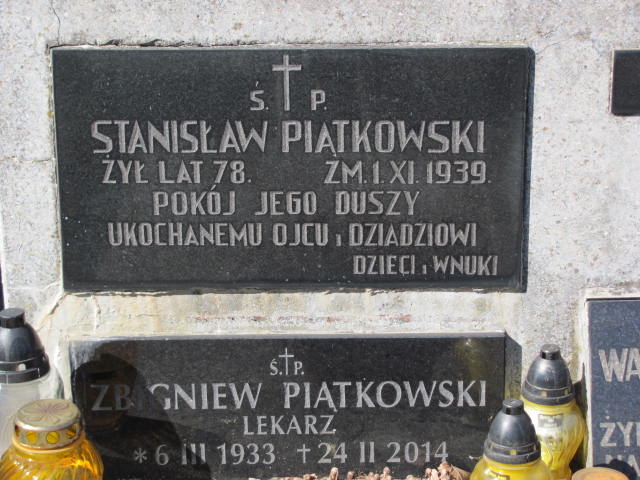 Ś. P.
STANISŁAW PIĄTKOWSKI
ŻYŁ LAT 78. ZM. 1. XI. 1939.
POKÓJ JEGO DUSZY
UKOCHANEMU OJCU i DZIADZIOWI
DZIECI i WNUKI
Ś. P.
ZBIGNIEW PIĄTKOWSKI
LEKARZ
*6 III 1933 †24 II 2014